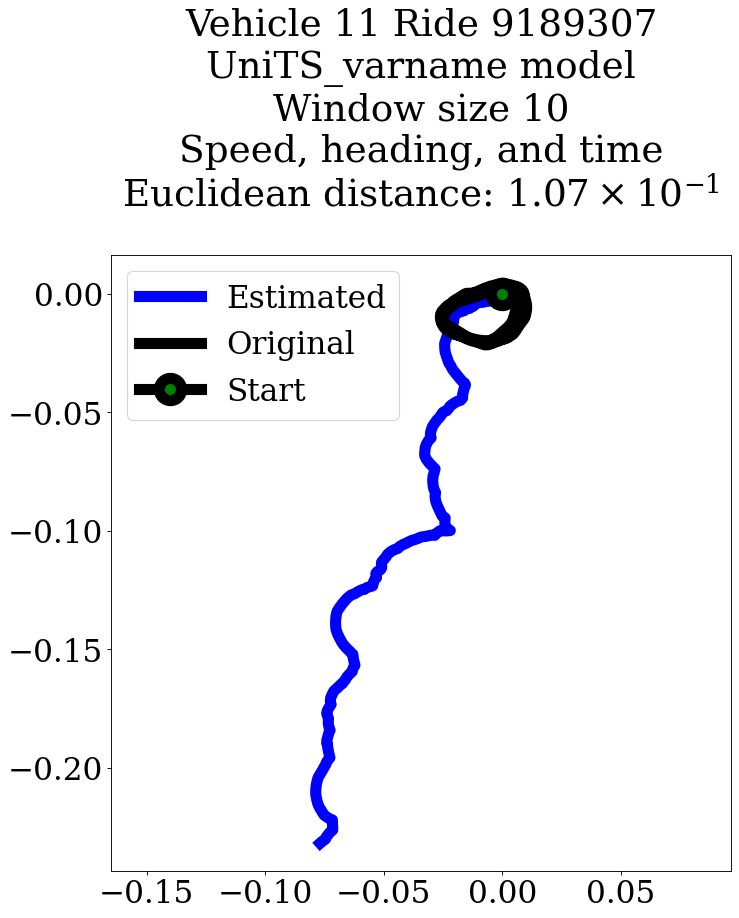 Vehicle 11 Ride 9189307
UniTS_varname model
Window size 10
Speed, heading, and time
Euclidean distance: 1.07 × 10⁻¹
Estimated
Original
Start
0.00
−0.05
−0.10
−0.15
−0.20
−0.15 −0.10 −0.05 0.00 0.05